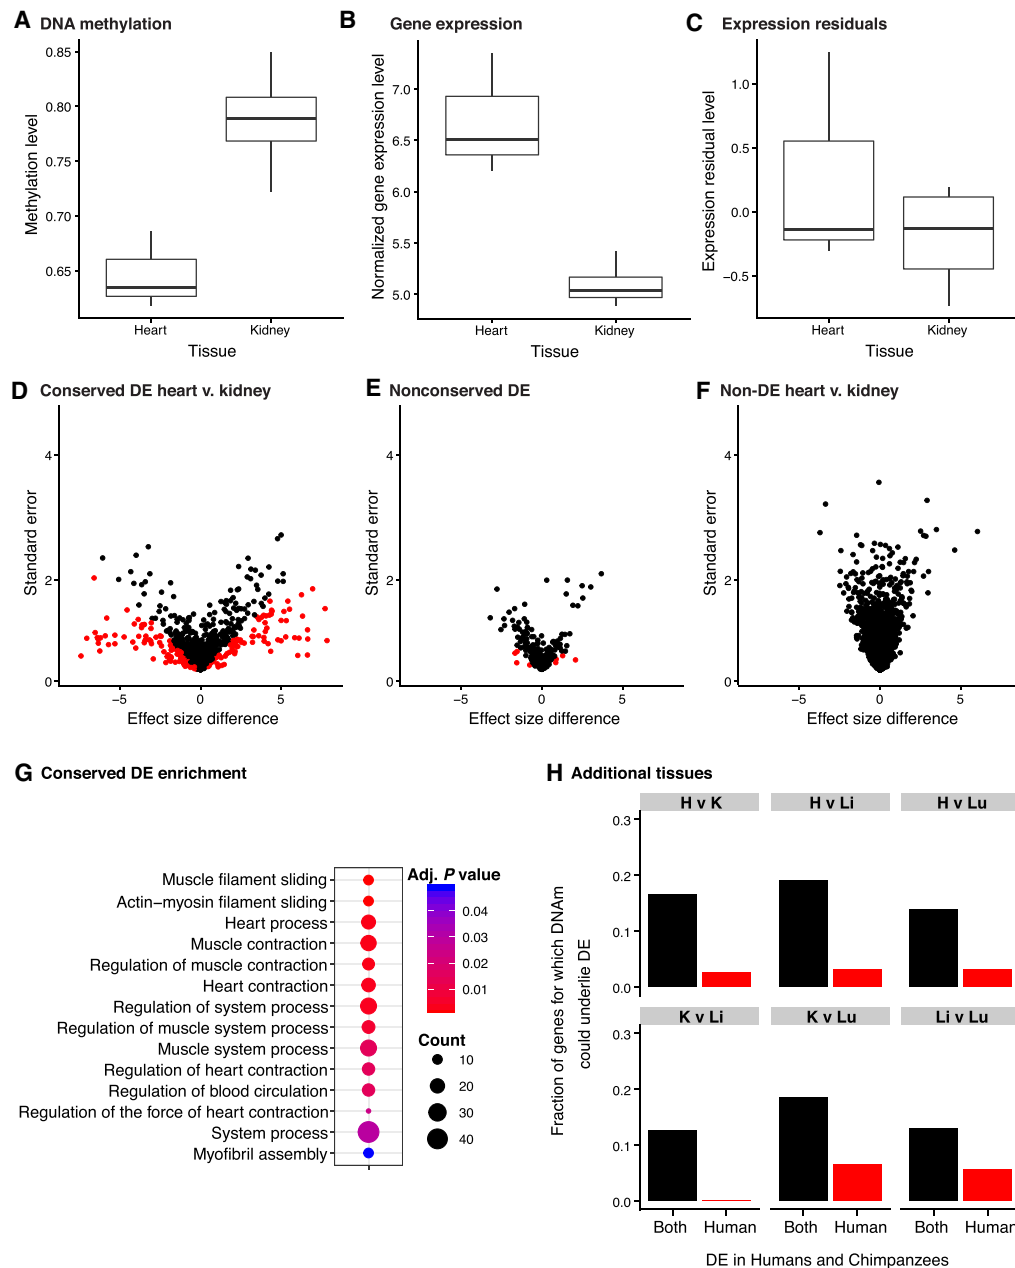 A DNA methylation
Methylation level
0.85
0.80
0.75
0.70
0.65
Heart Kidney
Tissue
B Gene expression
Normalized gene expression level
7.0
6.5
6.0
5.5
5.0
Heart Kidney
Tissue
C Expression residuals
Expression residual level
1.0
0.5
0.0
−0.5
Heart Kidney
Tissue
D Conserved DE heart v. kidney
Standard error
4
2
0
−5 0 5
Effect size difference
E Nonconserved DE
Standard error
4
2
0
−5 0 5
Effect size difference
F Non-DE heart v. kidney
Standard error
4
2
0
−5 0 5
Effect size difference
G Conserved DE enrichment
Muscle filament sliding
Actin−myosin filament sliding
Heart process
Muscle contraction
Regulation of muscle contraction
Heart contraction
Regulation of system process
Regulation of muscle system process
Muscle system process
Regulation of heart contraction
Regulation of blood circulation
Regulation of the force of heart contraction
System process
Myofibril assembly
Adj. P value
0.04
0.03
0.02
0.01
Count
10
20
30
40
H Additional tissues
Fraction of genes for which DNAm
could underlie DE
H v K H v Li H v Lu
0.3
0.2
0.1
0.0
K v Li K v Lu Li v Lu
0.3
0.2
0.1
0.0
Both Human Both Human Both Human
DE in Humans and Chimpanzees